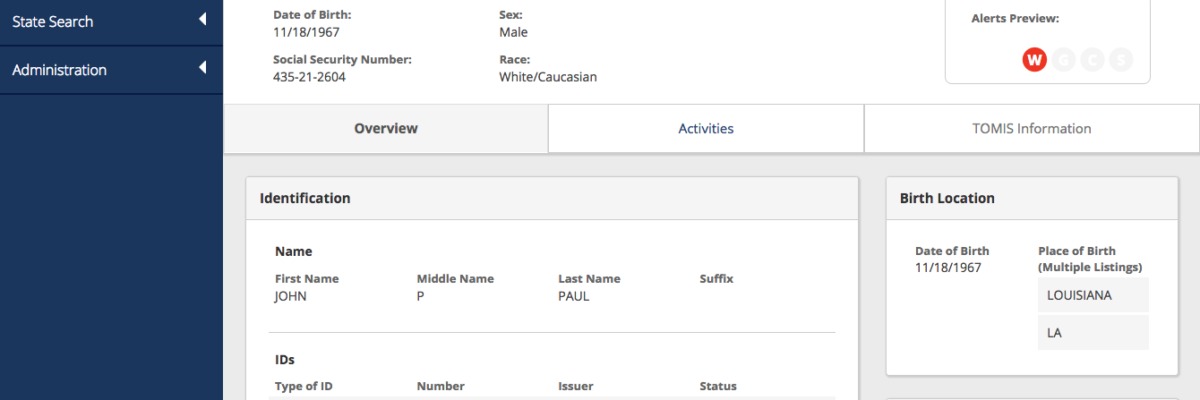 State Search
Administration
Date of Birth:
11/18/1967
Sex:
Male
Social Security Number:
435-21-2604
Race:
White/Caucasian
Alerts Preview:
W G C S
Overview
Activities
TOMIS Information
Identification
Name
First Name Middle Name Last Name Suffix
JOHN P PAUL
IDs
Type of ID Number Issuer Status
Birth Location
Date of Birth
11/18/1967
Place of Birth
(Multiple Listings)
LOUISIANA
LA